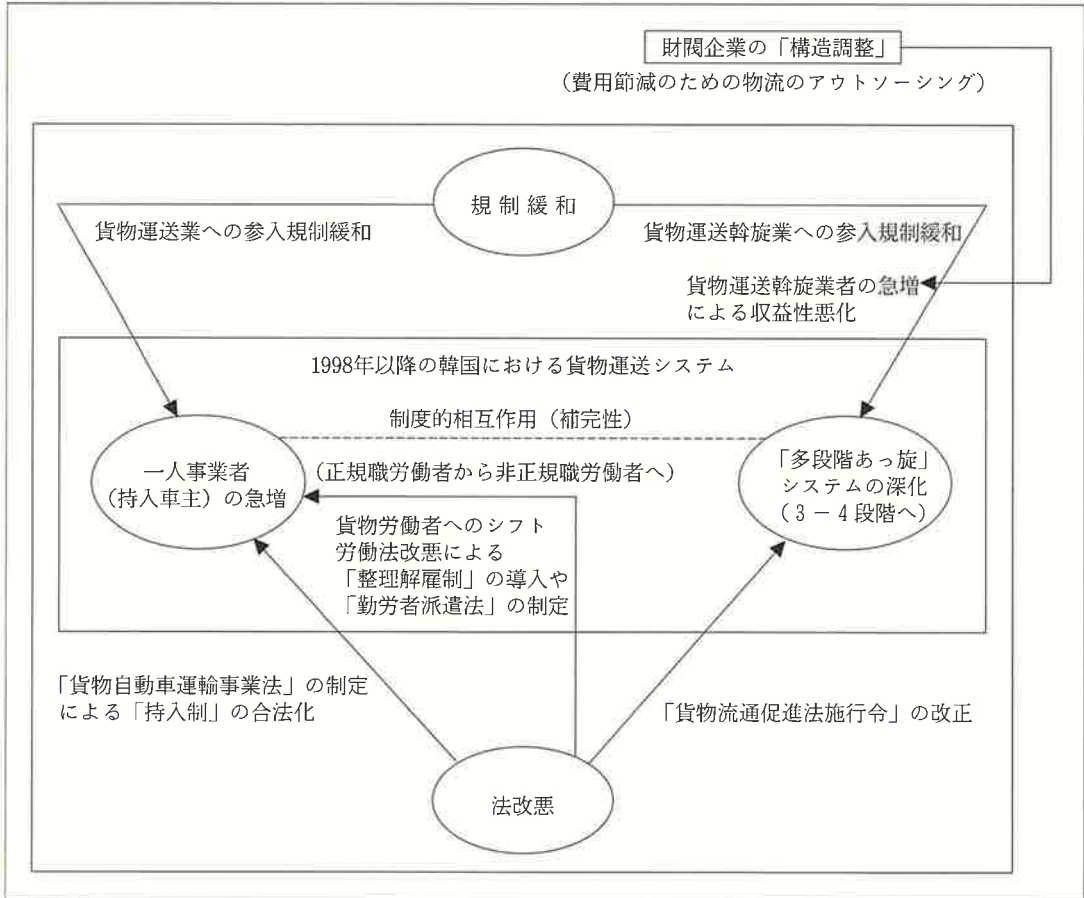 財閥企業の「構造調整」
（費用節減のための物流のアウトソーシング）
規制緩和
貨物運送業への参入規制緩和
貨物運送斡旋業への参入規制緩和
貨物運送斡旋業者の急増
による収益性悪化
1998年以降の韓国における貨物運送システム
制度的相互作用（補完性）
一人事業者
（持入車主）の急増
（正規職労働者から非正規職労働者へ）
「多段階あっ旋」
システムの深化
（3－4段階へ）
貨物労働者へのシフト
労働法改悪による
「整理解雇制」の導入や
「勤労者派遣法」の制定
「貨物自動車運輸事業法」の制定
による「持入制」の合法化
「貨物流通促進法施行令」の改正
法改悪